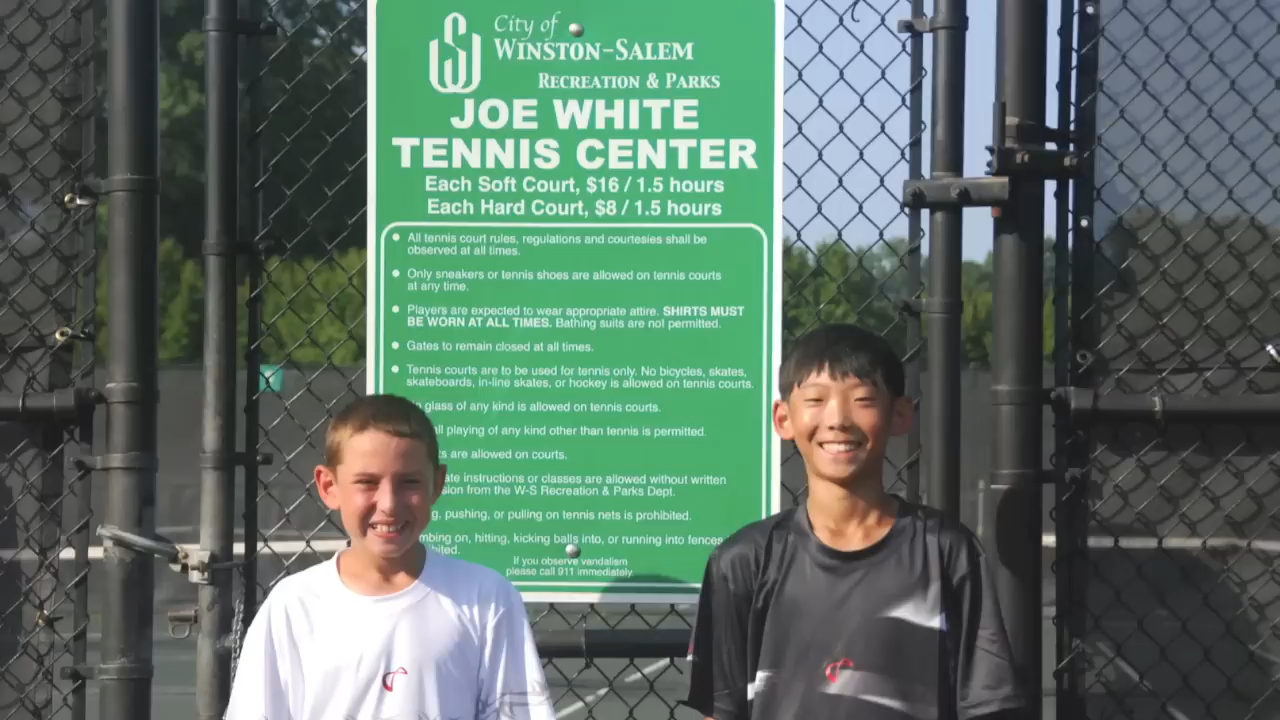 City of
WINSTON-SALEM
RECREATION & PARKS
JOE WHITE
TENNIS CENTER
Each Soft Court, $16 / 1.5 hours
Each Hard Court, $8 / 1.5 hours
All tennis court rules, regulations and courtesies shall be
observed at all times.
Only sneakers or tennis shoes are allowed on tennis courts
at any time.
Players are expected to wear appropriate attire. SHIRTS MUST
BE WORN AT ALL TIMES. Bathing suits are not permitted.
Gates to remain closed at all times.
Tennis courts are to be used for tennis only. No bicycles, skates,
skateboards, in-line skates, or hockey is allowed on tennis courts.
glass of any kind is allowed on tennis courts.
playing of any kind other than tennis is permitted.
are allowed on courts.
instructions or classes are allowed without written
from the W-S Recreation & Parks Dept.
pushing, or pulling on tennis nets is prohibited.
on, hitting, kicking balls into, or running into fences
If you observe vandalism
please call 911 immediately.